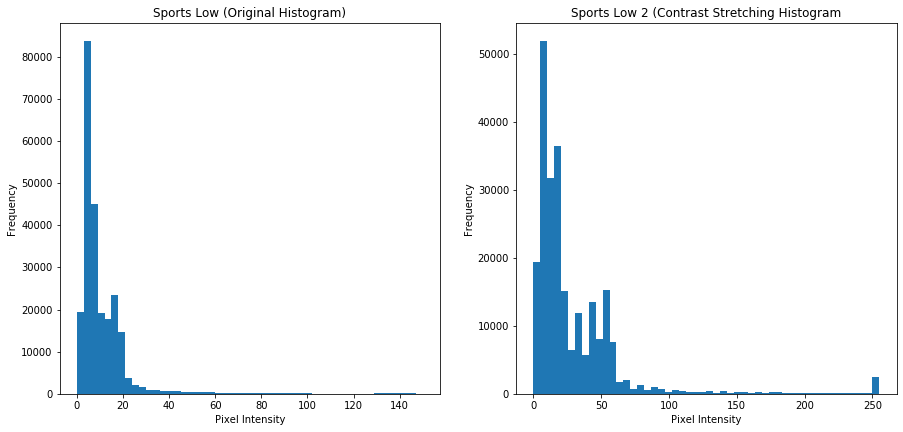 Sports Low (Original Histogram)
Frequency
80000
70000
60000
50000
40000
30000
20000
10000
0
0 20 40 60 80 100 120 140
Pixel Intensity
Sports Low 2 (Contrast Stretching Histogram
Frequency
50000
40000
30000
20000
10000
0
0 50 100 150 200 250
Pixel Intensity